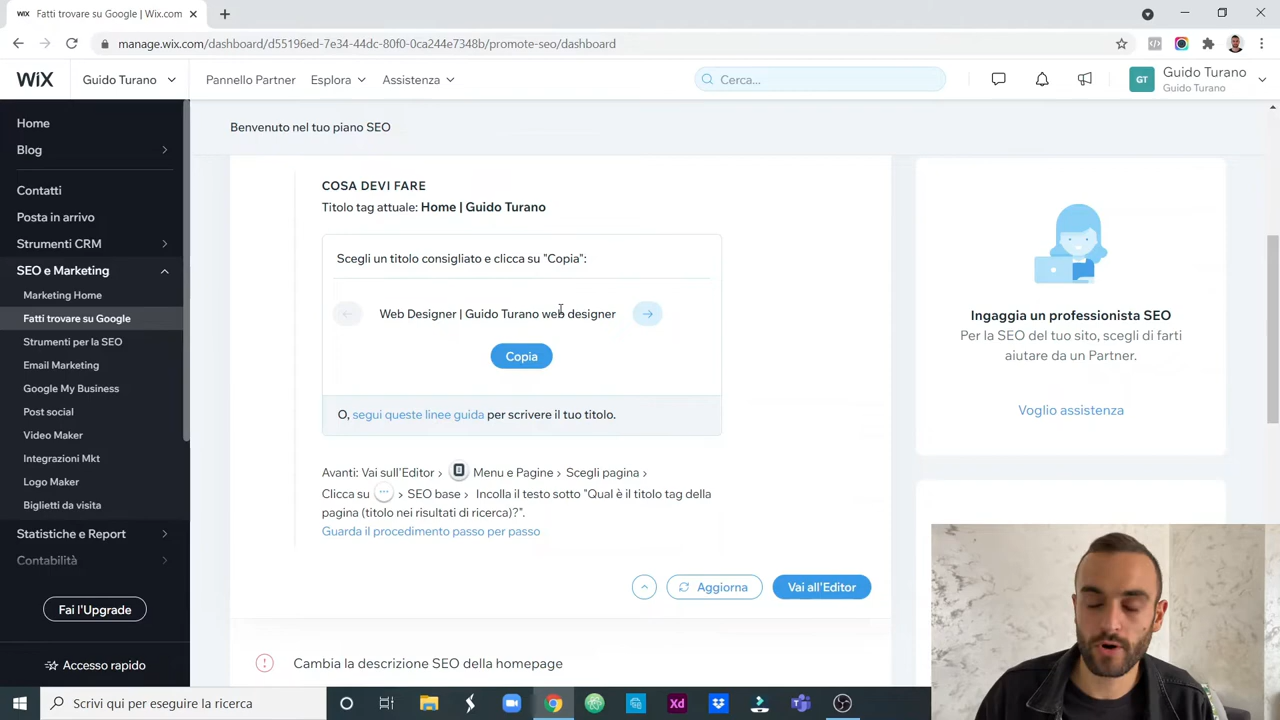 WIX Fatti trovare su Google | Wix.com
manage.wix.com/dashboard/d55196ed-7e34-44dc-80f0-0ca244e7348b/promote-seo/dashboard
WiX
Guido Turano
Pannello Partner
Esplora
Assistenza
Cerca...
GT
Guido Turano
Guido Turano
Home
Blog
Contatti
Posta in arrivo
Strumenti CRM
SEO e Marketing
Marketing Home
Fatti trovare su Google
Strumenti per la SEO
Email Marketing
Google My Business
Post social
Video Maker
Integrazioni Mkt
Logo Maker
Biglietti da visita
Statistiche e Report
Contabilità
Fai l'Upgrade
Accesso rapido
Benvenuto nel tuo piano SEO
COSA DEVI FARE
Titolo tag attuale: Home | Guido Turano
Scegli un titolo consigliato e clicca su "Copia":
Web Designer | Guido Turano web designer
Copia
O, segui queste linee guida per scrivere il tuo titolo.
Avanti: Vai sull'Editor > Menu e Pagine > Scegli pagina >
Clicca su ... > SEO base > Incolla il testo sotto "Qual è il titolo tag della
pagina (titolo nei risultati di ricerca)?".
Guarda il procedimento passo per passo
Aggiorna
Vai all'Editor
Cambia la descrizione SEO della homepage
Ingaggia un professionista SEO
Per la SEO del tuo sito, scegli di farti
aiutare da un Partner.
Voglio assistenza
Scrivi qui per eseguire la ricerca
Xd